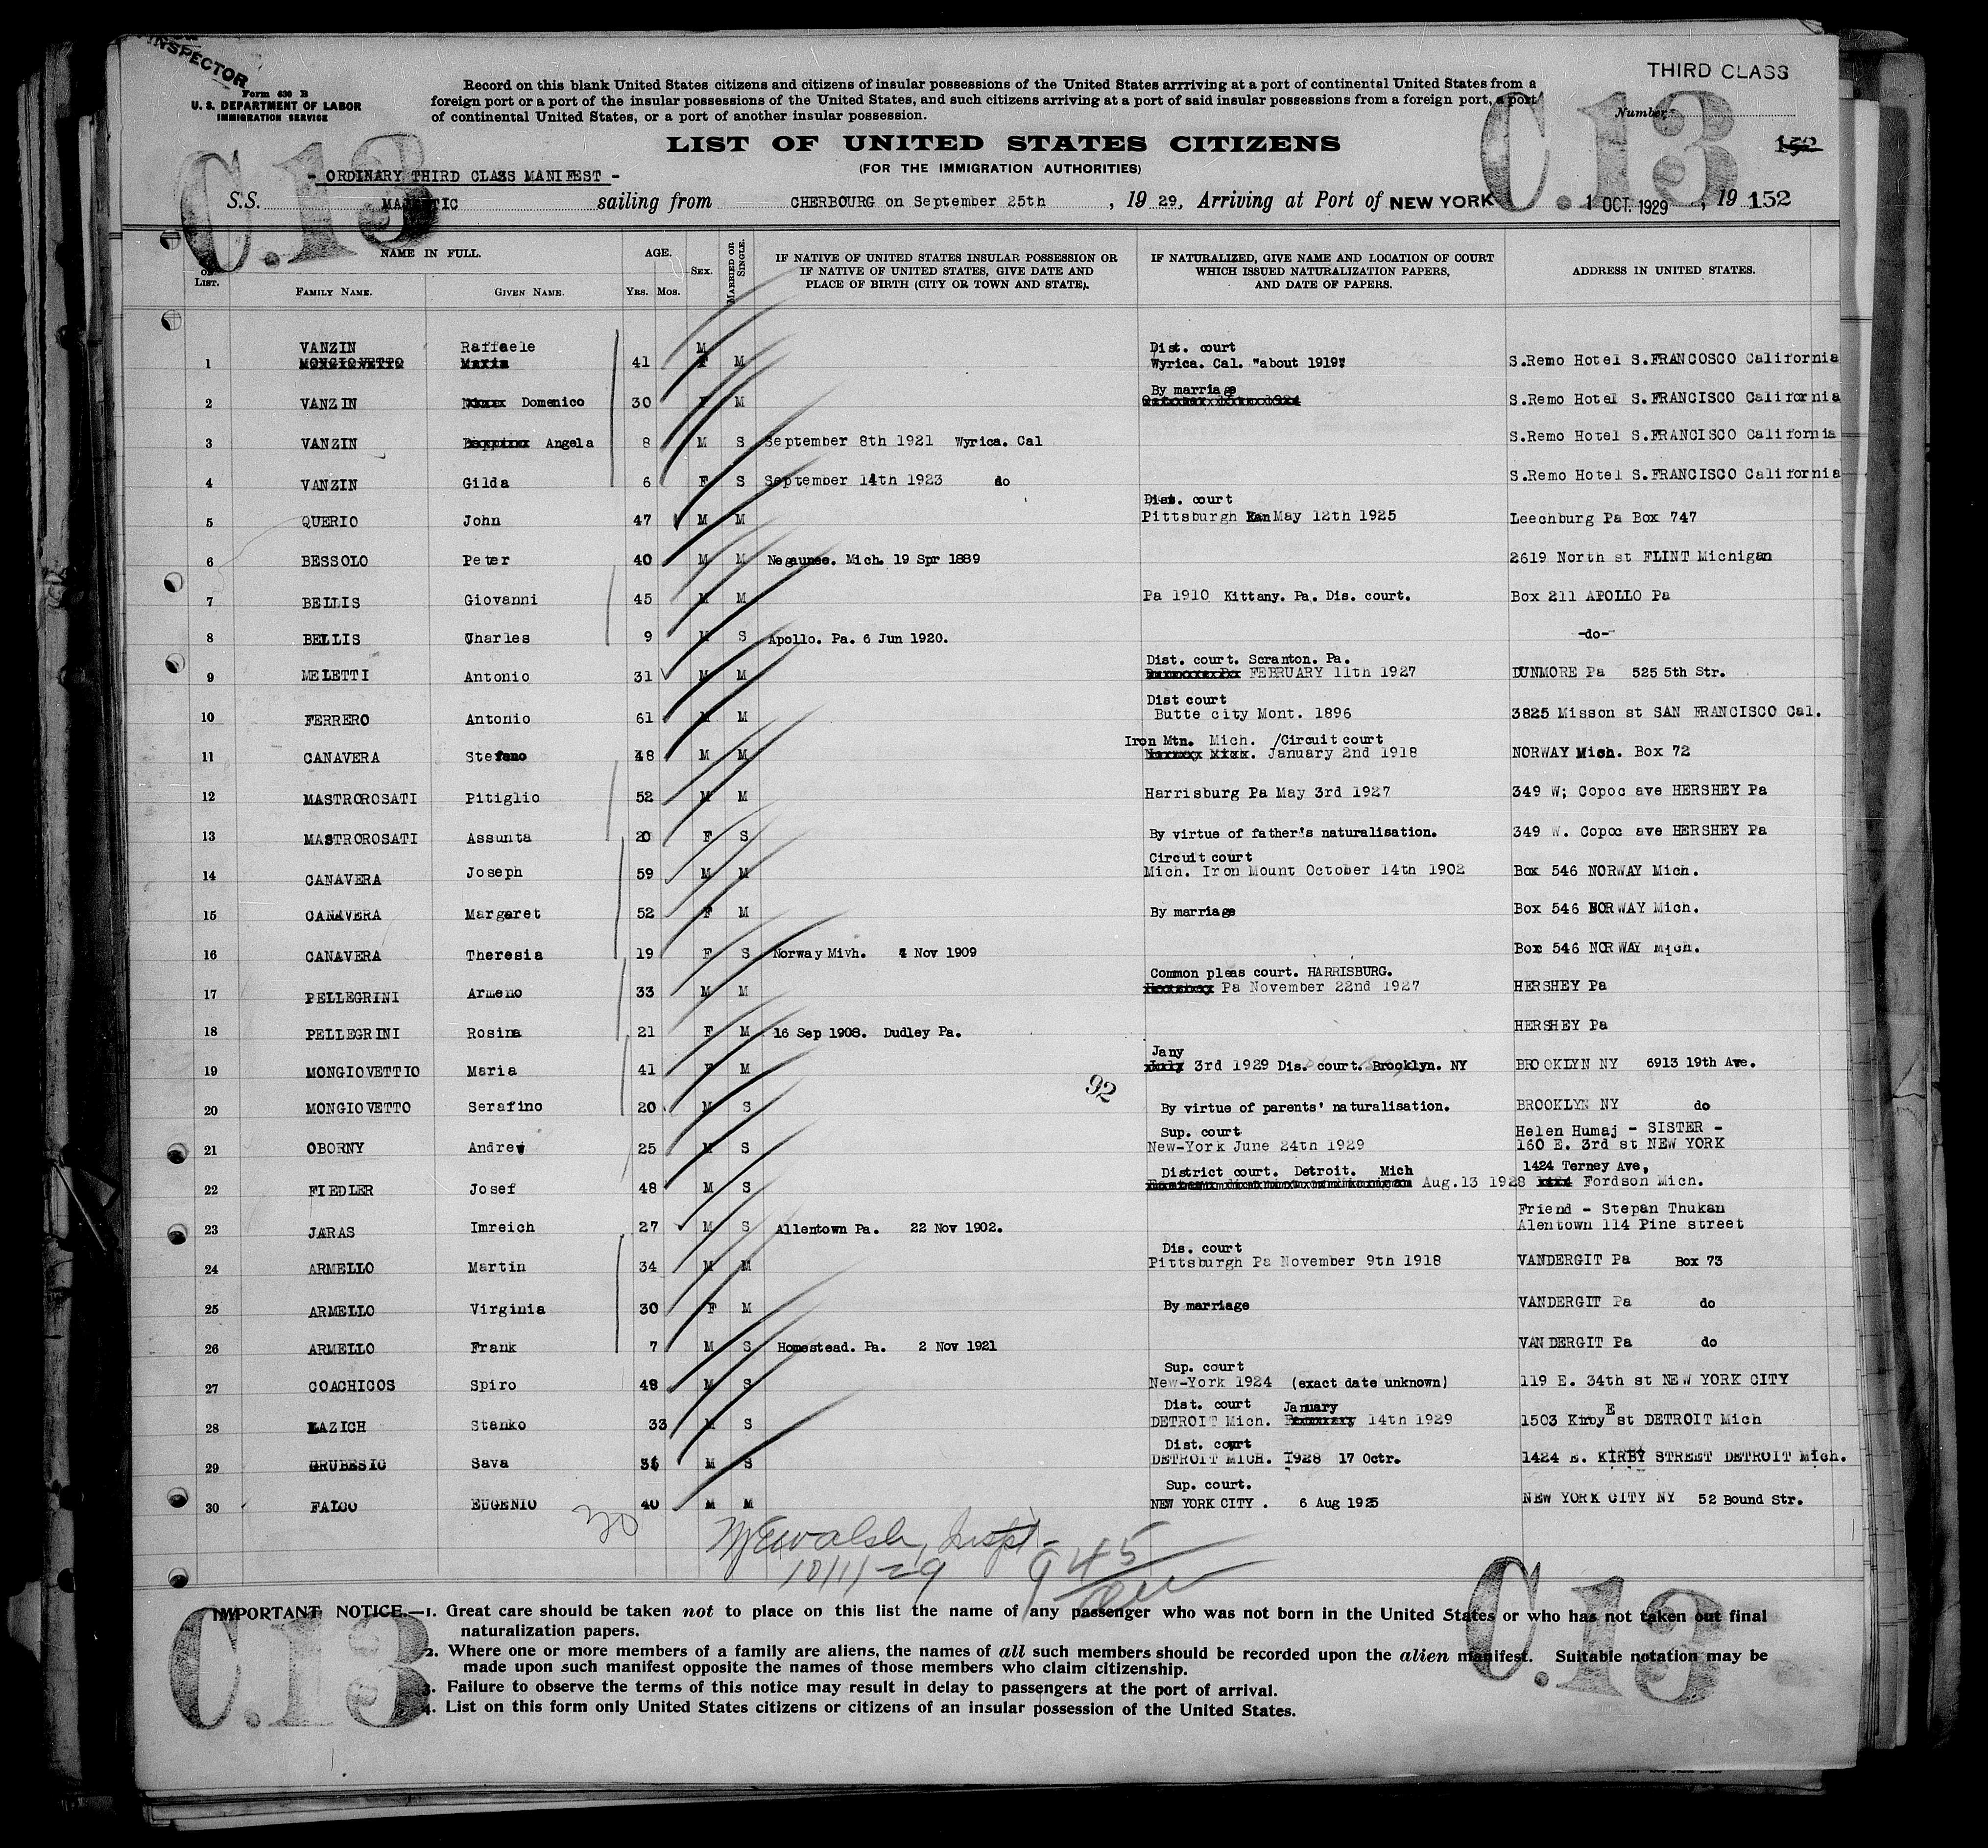 INSPECTOR
Form 630 B
U. S. DEPARTMENT OF LABOR
IMMIGRATION SERVICE
THIRD CLASS
Record on this blank United States citizens and citizens of insular possessions of the United States arrriving at a port of continental United States from a
foreign port or a port of the insular possessions of the United States, and such citizens arriving at a port of said insular possessions from a foreign port, a port
of continental United States, or a port of another insular possession.
Number
C.13 C.13
LIST OF UNITED STATES CITIZENS
152
(FOR THE IMMIGRATION AUTHORITIES)
- ORDINARY THIRD CLASS MANIFEST -
S.S. MAJESTIC sailing from CHERBOURG on September 25th, 19 29, Arriving at Port of NEW YORK 1 OCT. 1929, 19 152
LIST. NAME IN FULL. AGE. SEX. MARRIED OR SINGLE. IF NATIVE OF UNITED STATES INSULAR POSSESSION OR IF NATIVE OF UNITED STATES, GIVE DATE AND PLACE OF BIRTH (CITY OR TOWN AND STATE). IF NATURALIZED, GIVE NAME AND LOCATION OF COURT WHICH ISSUED NATURALIZATION PAPERS, AND DATE OF PAPERS. ADDRESS IN UNITED STATES.
FAMILY NAME. GIVEN NAME. YRS. MOS.
VANZIN Raffaele M Dist. court
1 MONGIOVETTO Maria 41 F M Wyrica. Cal. "about 1919" S.Remo Hotel S.FRANCOSCO California
By marriage
2 VANZIN Domenico 30 F M S.Remo Hotel S.FRANCISCO California
3 VANZIN Angela 8 M S September 8th 1921 Wyrica. Cal S.Remo Hotel S.FRANCISCO California
4 VANZIN Gilda 6 F S September 14th 1923 do S.Remo Hotel S.FRANCISCO California
Dist. court
5 QUERIO John 47 M M Pittsburgh May 12th 1925 Leechburg Pa Box 747
6 BESSOLO Peter 40 M M Negaunee. Mich. 19 Spr 1889 2619 North st FLINT Michigan
7 BELLIS Giovanni 45 M M Pa 1910 Kittany. Pa. Dis. court. Box 211 APOLLO Pa
8 BELLIS Charles 9 M S Apollo. Pa. 6 Jun 1920. -do-
Dist. court. Scranton. Pa.
9 MELETTI Antonio 31 M M FEBRUARY 11th 1927 DUNMORE Pa 525 5th Str.
Dist court
10 FERRERO Antonio 61 M M Butte city Mont. 1896 3825 Misson st SAN FRANCISCO Cal.
Iron Mtn. Mich. /Circuit court
11 CANAVERA Stefano 48 M M January 2nd 1918 NORWAY Mich. Box 72
12 MASTROROSATI Pitiglio 52 M M Harrisburg Pa May 3rd 1927 349 W; Copoc ave HERSHEY Pa
13 MASTROROSATI Assunta 20 F S By virtue of father's naturalisation. 349 W. Copoc ave HERSHEY Pa
Circuit court
14 CANAVERA Joseph 59 M M Mich. Iron Mount October 14th 1902 Box 546 NORWAY Mich.
15 CANAVERA Margaret 52 F M By marriage Box 546 NORWAY Mich.
16 CANAVERA Theresia 19 F S Norway Mivh. 4 Nov 1909 Box 546 NORWAY Mich.
Common pleas court. HARRISBURG.
17 PELLEGRINI Armeno 33 M M Pa November 22nd 1927 HERSHEY Pa
18 PELLEGRINI Rosina 21 F M 16 Sep 1908. Dudley Pa. HERSHEY Pa
Jany
19 MONGIOVETTIO Maria 41 F M July 3rd 1929 Dis. court. Brooklyn. NY BROOKLYN NY 6913 19th Ave.
92
20 MONGIOVETTO Serafino 20 M S By virtue of parents' naturalisation. BROOKLYN NY do
Sup. court Helen Humaj - SISTER -
21 OBORNY Andrew 25 M S New-York June 24th 1929 160 E. 3rd st NEW YORK
District court. Detroit. Mich 1424 Terney Ave,
22 FIEDLER Josef 48 M S Aug.13 1928 Fordson Mich.
Friend - Stepan Thukan
23 JARAS Imreich 27 M S Allentown Pa. 22 Nov 1902. Alentown 114 Pine street
Dis. court
24 ARMELLO Martin 34 M M Pittsburgh Pa November 9th 1918 VANDERGIT Pa Box 73
25 ARMELLO Virginia 30 F M By marriage VANDERGIT Pa do
26 ARMELLO Frank 7 M S Homestead. Pa. 2 Nov 1921 VANDERGIT Pa do
Sup. court
27 COACHICOS Spiro 48 M S New-York 1924 (exact date unknown) 119 E. 34th st NEW YORK CITY
Dist. court January
28 LAZICH Stanko 33 M S DETROIT Mich. 14th 1929 1503 Kirby E st DETROIT Mich
Dist. court
29 GRUBESIC Sava M S DETROIT MICH. 1928 17 Octr. 1424 E. KIRBY STREET DETROIT Mich.
Sup. court.
30 FALCO EUGENIO 40 M M NEW YORK CITY. 6 Aug 1925 NEW YORK CITY NY 52 Bound Str.
30
Walsh, Inspt-
10/1/29
945
C.13 C.13
IMPORTANT NOTICE.—1. Great care should be taken not to place on this list the name of any passenger who was not born in the United States or who has not taken out final
naturalization papers.
2. Where one or more members of a family are aliens, the names of all such members should be recorded upon the alien manifest. Suitable notation may be
made upon such manifest opposite the names of those members who claim citizenship.
3. Failure to observe the terms of this notice may result in delay to passengers at the port of arrival.
4. List on this form only United States citizens or citizens of an insular possession of the United States.